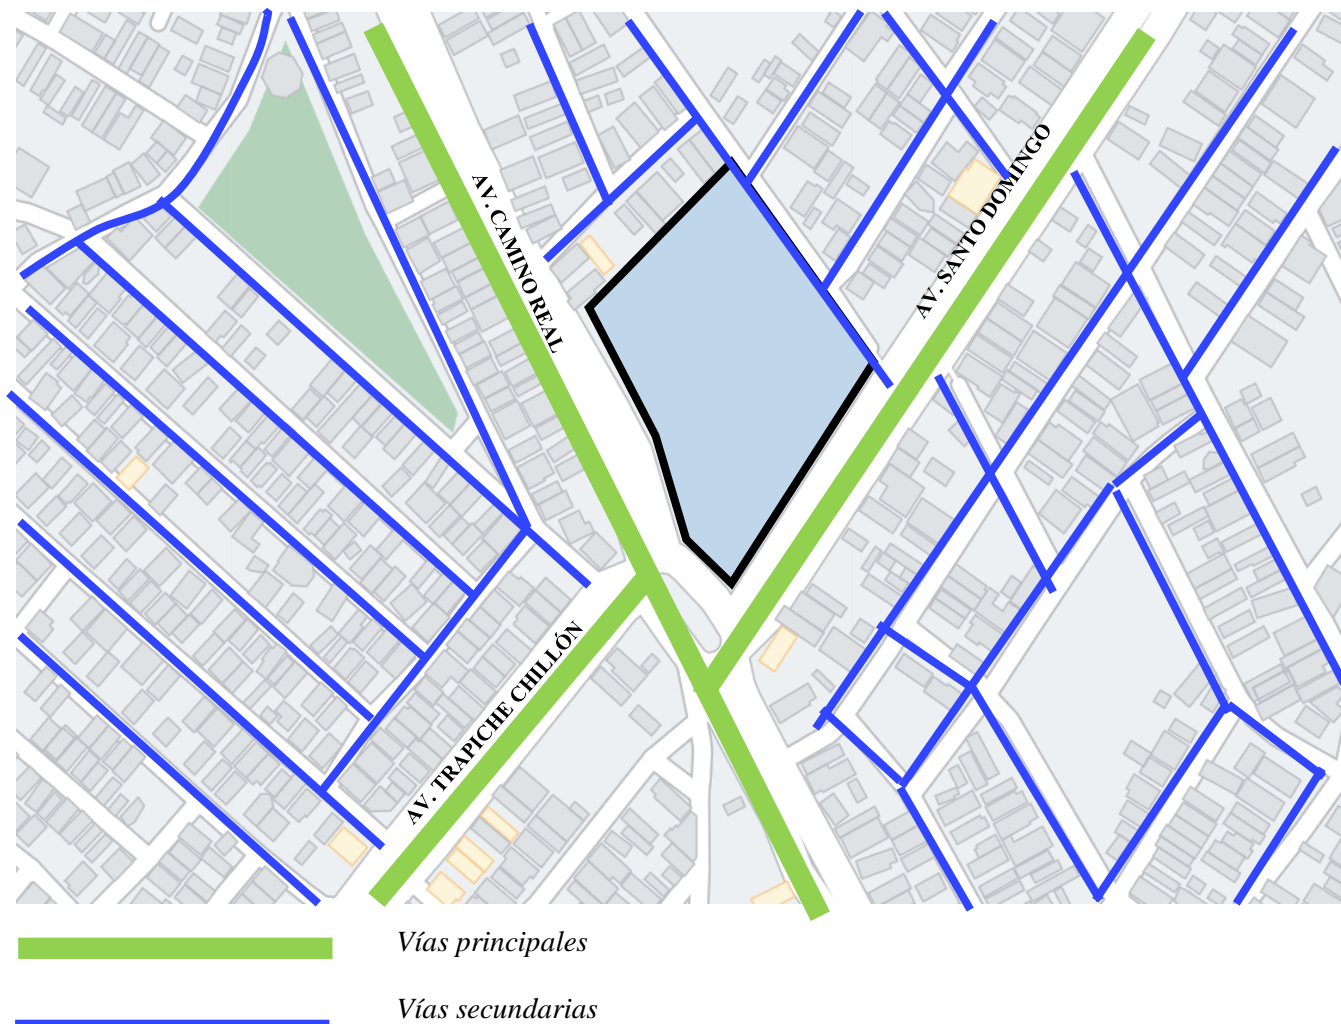 AV. CAMINO REAL
AV. SANTO DOMINGO
AV. TRAPICHE CHILLÓN
Vías principales
Vías secundarias